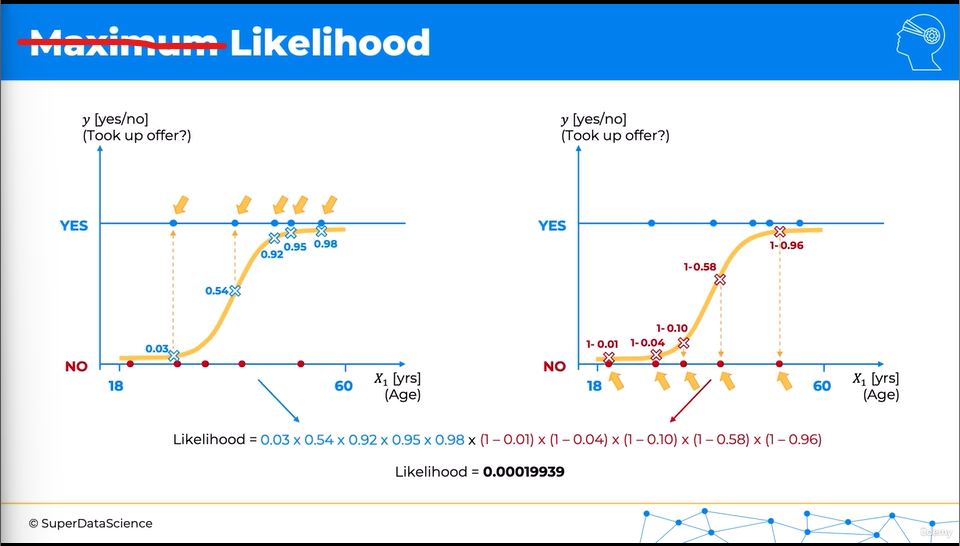 Maximum Likelihood
y [yes/no]
(Took up offer?)
YES
0.03
0.54
0.92
0.95
0.98
NO
18
60
X₁ [yrs]
(Age)
y [yes/no]
(Took up offer?)
YES
1- 0.01
1- 0.04
1- 0.10
1- 0.58
1- 0.96
NO
18
60
X₁ [yrs]
(Age)
Likelihood = 0.03 x 0.54 x 0.92 x 0.95 x 0.98 x (1 – 0.01) x (1 – 0.04) x (1 – 0.10) x (1 – 0.58) x (1 – 0.96)
Likelihood = 0.00019939
© SuperDataScience
Udemy